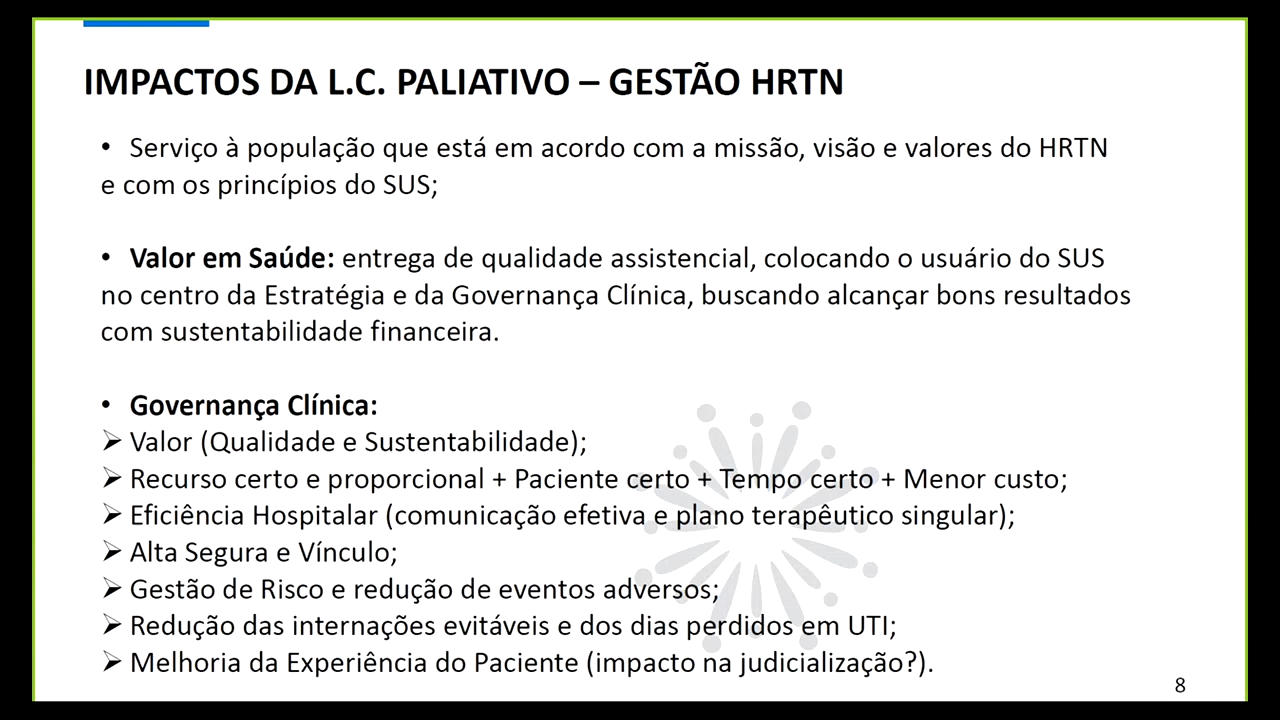 IMPACTOS DA L.C. PALIATIVO – GESTÃO HRTN
• Serviço à população que está em acordo com a missão, visão e valores do HRTN
e com os princípios do SUS;
• Valor em Saúde: entrega de qualidade assistencial, colocando o usuário do SUS
no centro da Estratégia e da Governança Clínica, buscando alcançar bons resultados
com sustentabilidade financeira.
• Governança Clínica:
➢ Valor (Qualidade e Sustentabilidade);
➢ Recurso certo e proporcional + Paciente certo + Tempo certo + Menor custo;
➢ Eficiência Hospitalar (comunicação efetiva e plano terapêutico singular);
➢ Alta Segura e Vínculo;
➢ Gestão de Risco e redução de eventos adversos;
➢ Redução das internações evitáveis e dos dias perdidos em UTI;
➢ Melhoria da Experiência do Paciente (impacto na judicialização?).
8